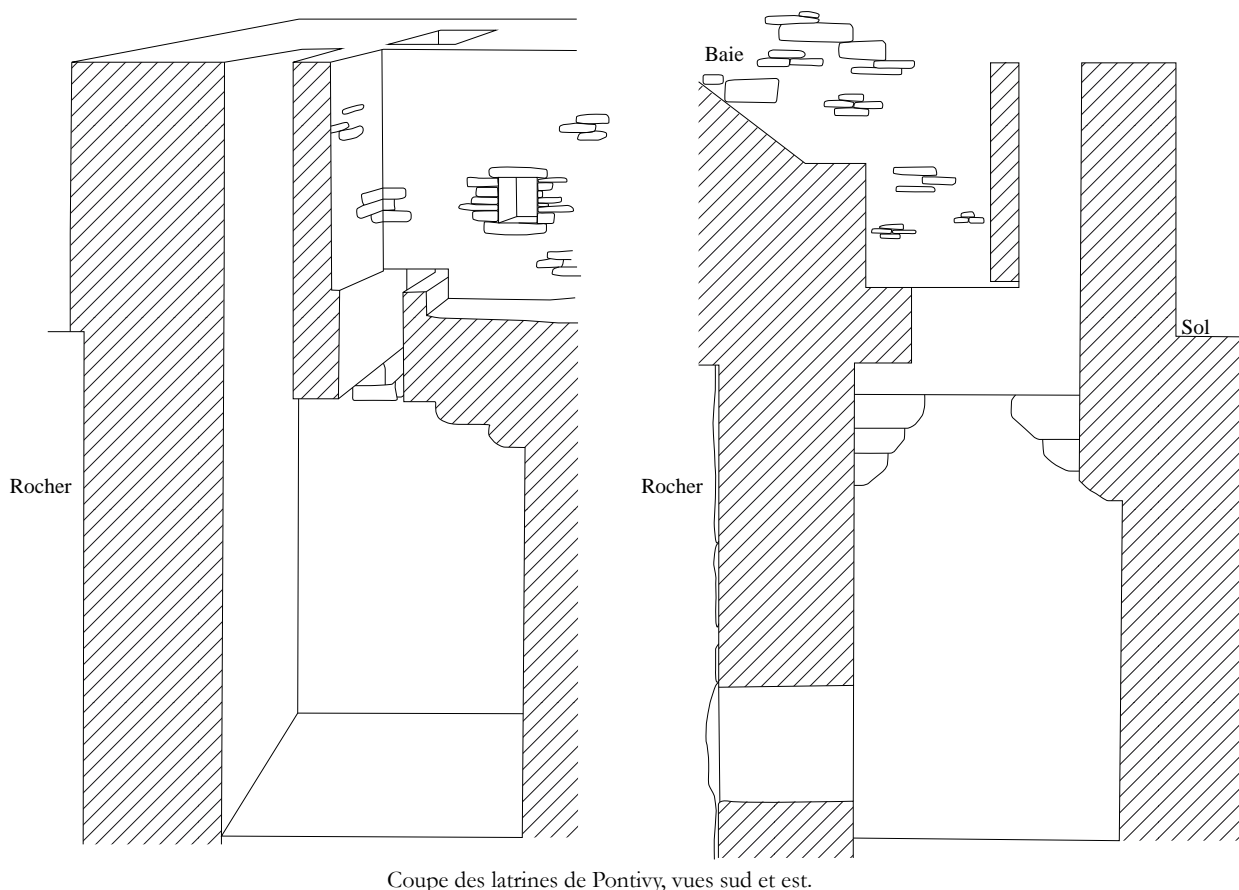 Baie
Sol
Rocher
Rocher
Coupe des latrines de Pontivy, vues sud et est.